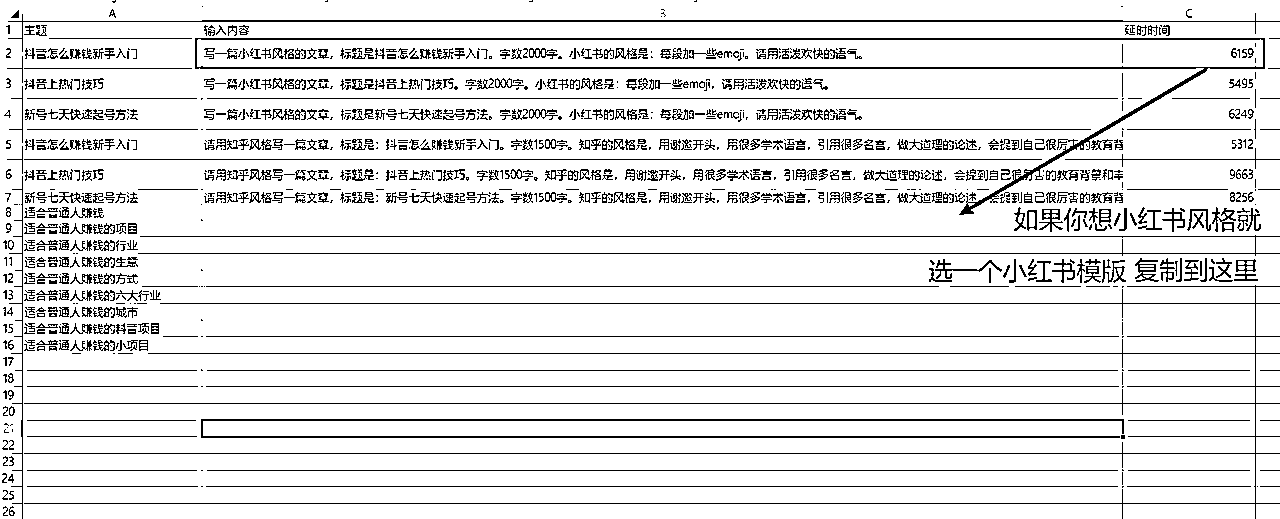 A B C
1 主题 输入内容 延时时间
2 抖音怎么赚钱新手入门 写一篇小红书风格的文章，标题是抖音怎么赚钱新手入门。字数2000字。小红书的风格是：每段加一些emoji，请用活泼欢快的语气。 6159
3 抖音上热门技巧 写一篇小红书风格的文章，标题是抖音上热门技巧。字数2000字。小红书的风格是：每段加一些emoji，请用活泼欢快的语气。 5495
4 新号七天快速起号方法 写一篇小红书风格的文章，标题是新号七天快速起号方法。字数2000字。小红书的风格是：每段加一些emoji，请用活泼欢快的语气。 6249
5 抖音怎么赚钱新手入门 请用知乎风格写一篇文章，标题是：抖音怎么赚钱新手入门。字数1500字。知乎的风格是，用谢邀开头，用很多学术语言，引用很多名言，做大道理的论述，会提到自己很厉害的教育背 5312
6 抖音上热门技巧 请用知乎风格写一篇文章，标题是：抖音上热门技巧。字数1500字。知乎的风格是，用谢邀开头，用很多学术语言，引用很多名言，做大道理的论述，会提到自己很厉害的教育背景和丰 9663
7 新号七天快速起号方法 请用知乎风格写一篇文章，标题是：新号七天快速起号方法。字数1500字。知乎的风格是，用谢邀开头，用很多学术语言，引用很多名言，做大道理的论述，会提到自己很厉害的教育背 8256
8 适合普通人赚钱
如果你想小红书风格就
9 适合普通人赚钱的项目
10 适合普通人赚钱的行业
11 适合普通人赚钱的生意
选一个小红书模版 复制到这里
12 适合普通人赚钱的方式
13 适合普通人赚钱的六大行业
14 适合普通人赚钱的城市
15 适合普通人赚钱的抖音项目
16 适合普通人赚钱的小项目
17
18
19
20
21
22
23
24
25
26